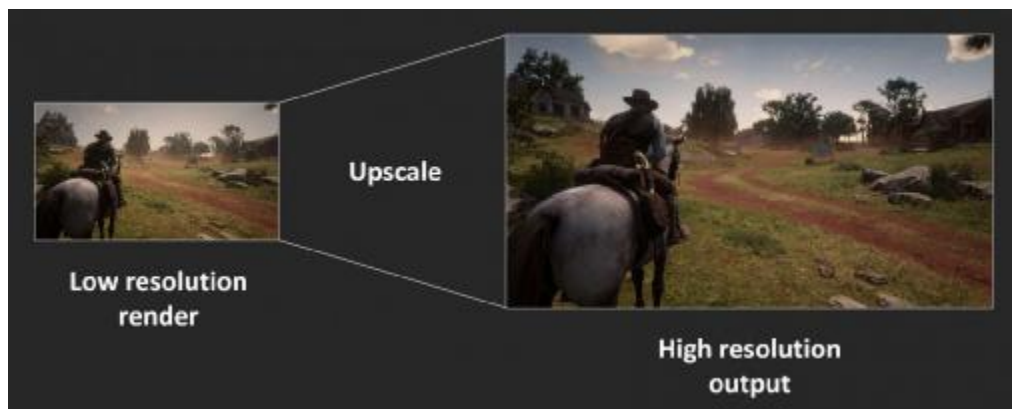 Upscale
Low resolution
render
High resolution
output